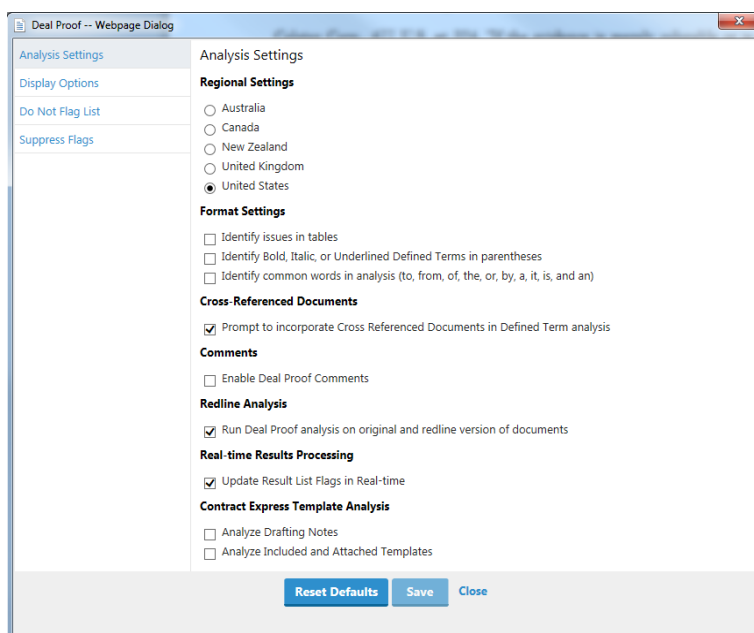 Deal Proof -- Webpage Dialog
Analysis Settings
Display Options
Do Not Flag List
Suppress Flags
Analysis Settings
Regional Settings
Australia
Canada
New Zealand
United Kingdom
United States
Format Settings
Identify issues in tables
Identify Bold, Italic, or Underlined Defined Terms in parentheses
Identify common words in analysis (to, from, of, the, or, by, a, it, is, and an)
Cross-Referenced Documents
Prompt to incorporate Cross Referenced Documents in Defined Term analysis
Comments
Enable Deal Proof Comments
Redline Analysis
Run Deal Proof analysis on original and redline version of documents
Real-time Results Processing
Update Result List Flags in Real-time
Contract Express Template Analysis
Analyze Drafting Notes
Analyze Included and Attached Templates
Reset Defaults Save Close